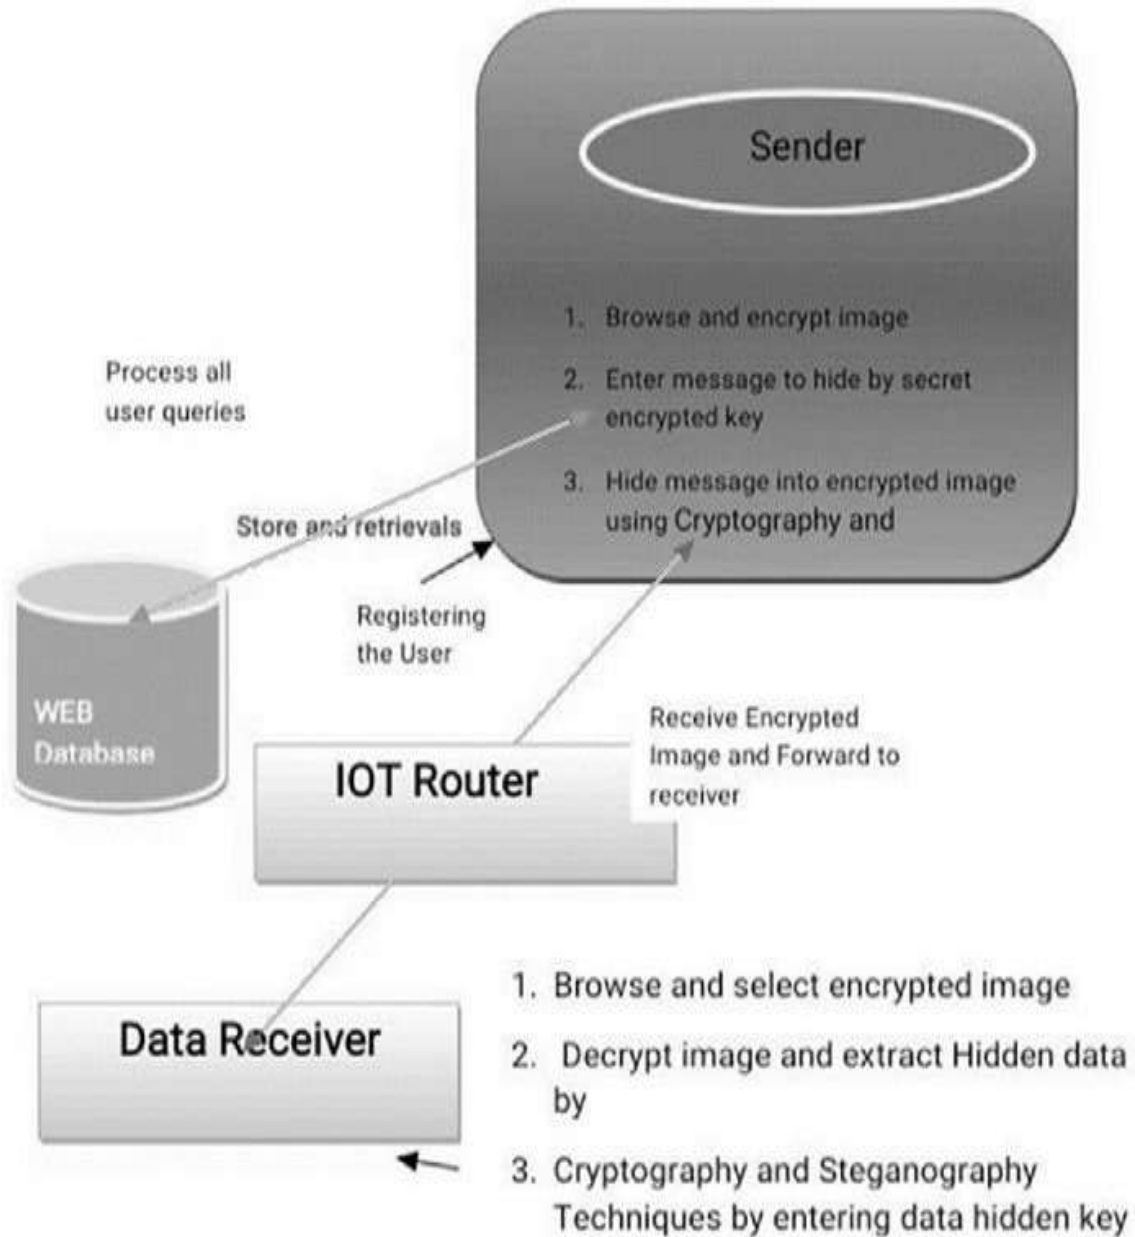 Sender
1. Browse and encrypt image
2. Enter message to hide by secret
encrypted key
3. Hide message into encrypted image
using Cryptography and
Process all
user queries
Store and retrievals
Registering
the User
WEB
Database
IOT Router
Receive Encrypted
Image and Forward to
receiver
Data Receiver
1. Browse and select encrypted image
2. Decrypt image and extract Hidden data
by
3. Cryptography and Steganography
Techniques by entering data hidden key